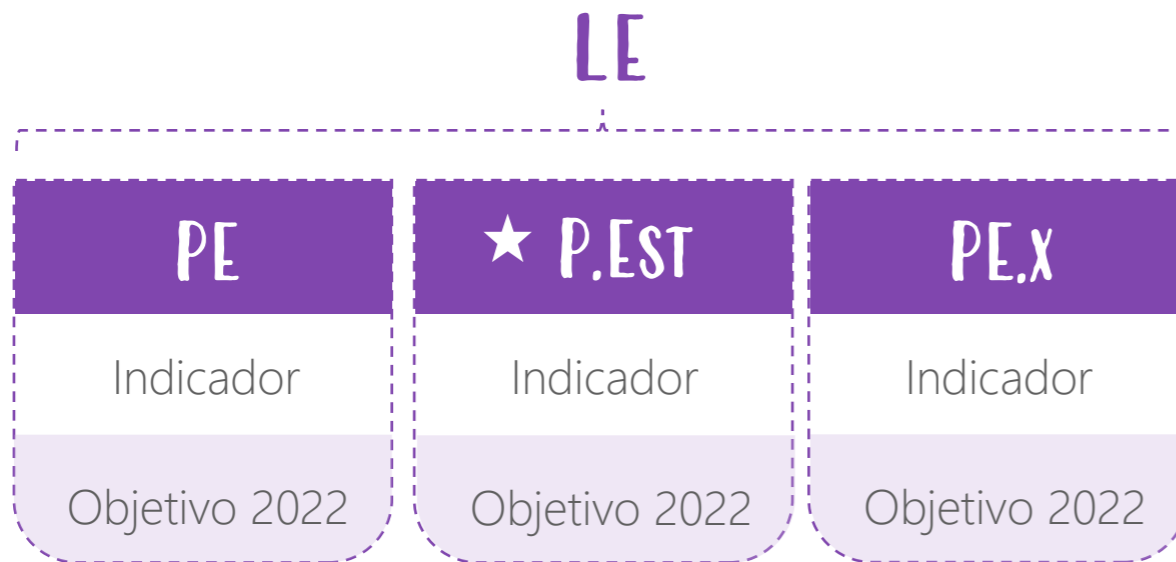 LE
PE
★ P.EST
PE.X
Indicador
Indicador
Indicador
Objetivo 2022
Objetivo 2022
Objetivo 2022